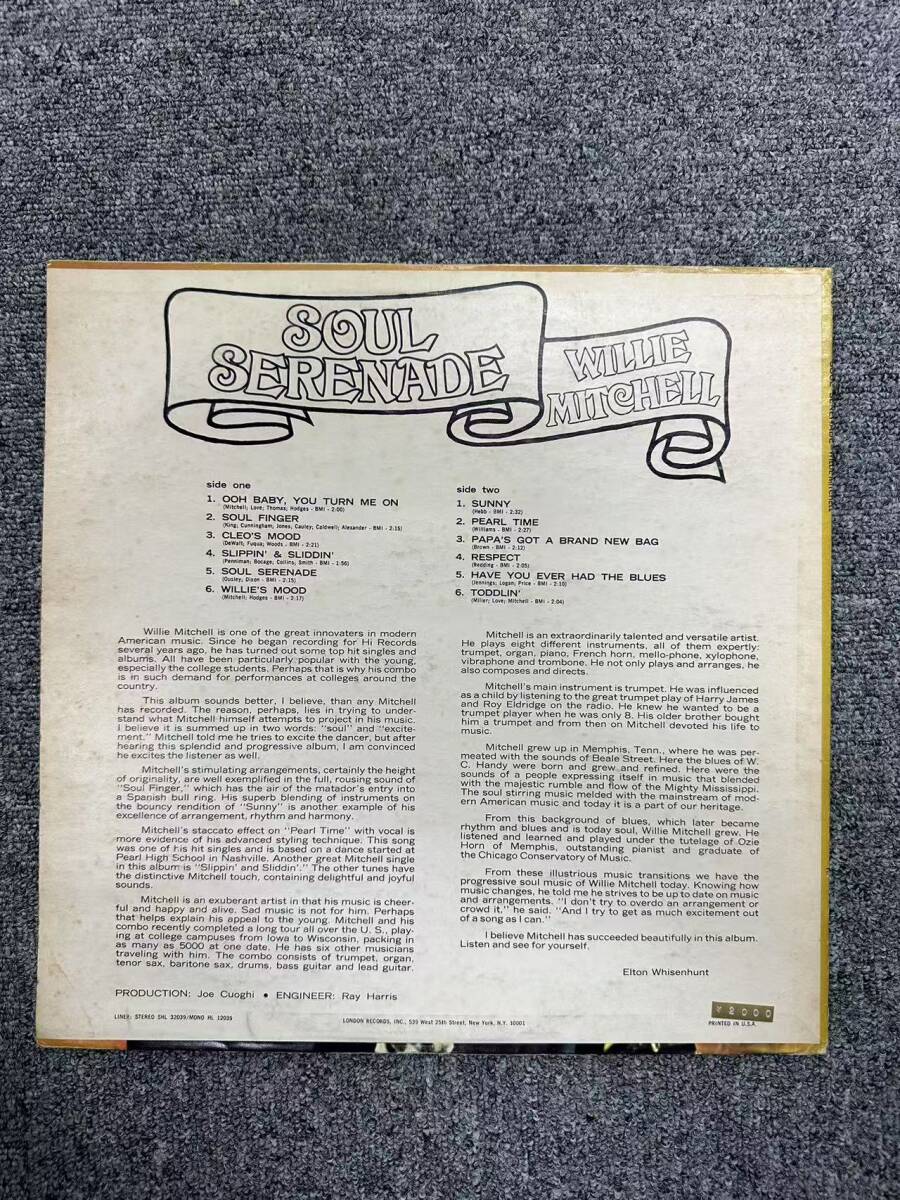 SOUL
SERENADE
WILLIE
MITCHELL
side one
1. OOH BABY, YOU TURN ME ON
(Mitchell; Love; Thomas; Hodges - BMI - 2:00)
2. SOUL FINGER
(King; Cunningham, Jones; Cauley; Caldwell; Alexander - BMI - 2:15)
3. CLEO'S MOOD
(DeWalt; Fuqua; Woods - BMI - 2:21)
4. SLIPPIN' & SLIDDIN'
(Penniman; Bocage; Collins, Smith - BMI - 1:56)
5. SOUL SERENADE
(Ousley; Dixon - BMI - 2:15)
6. WILLIE'S MOOD
(Mitchell; Hodges - BMI - 2:17)
side two
1. SUNNY
(Hebb - BMI - 2:32)
2. PEARL TIME
(Williams - BMI - 2:27)
3. PAPA'S GOT A BRAND NEW BAG
(Brown - BMI - 2:12)
4. RESPECT
(Redding - BMI - 2:05)
5. HAVE YOU EVER HAD THE BLUES
(Jennings; Logan; Price - BMI - 2:10)
6. TODDLIN'
(Miller; Love; Mitchell - BMI - 2:04)
Willie Mitchell is one of the great innovaters in modern
American music. Since he began recording for Hi Records
several years ago, he has turned out some top hit singles and
albums. All have been particularly popular with the young,
especially the college students. Perhaps that is why his combo
is in such demand for performances at colleges around the
country.
This album sounds better, I believe, than any Mitchell
has recorded. The reason, perhaps, lies in trying to under-
stand what Mitchell himself attempts to project in his music.
I believe it is summed up in two words: "soul" and "excite-
ment." Mitchell told me he tries to excite the dancer, but after
hearing this splendid and progressive album, I am convinced
he excites the listener as well.
Mitchell's stimulating arrangements, certainly the height
of originality, are well exemplified in the full, rousing sound of
"Soul Finger," which has the air of the matador's entry into
a Spanish bull ring. His superb blending of instruments on
the bouncy rendition of "Sunny" is another example of his
excellence of arrangement, rhythm and harmony.
Mitchell's staccato effect on "Pearl Time" with vocal is
more evidence of his advanced styling technique. This song
was one of his hit singles and is based on a dance started at
Pearl High School in Nashville. Another great Mitchell single
in this album is "Slippin' and Sliddin'." The other tunes have
the distinctive Mitchell touch, containing delightful and joyful
sounds.
Mitchell is an exuberant artist in that his music is cheer-
ful and happy and alive. Sad music is not for him. Perhaps
that helps explain his appeal to the young. Mitchell and his
combo recently completed a long tour all over the U. S., play-
ing at college campuses from Iowa to Wisconsin, packing in
as many as 5000 at one date. He has six other musicians
traveling with him. The combo consists of trumpet, organ,
tenor sax, baritone sax, drums, bass guitar and lead guitar.
Mitchell is an extraordinarily talented and versatile artist.
He plays eight different instruments, all of them expertly:
trumpet, organ, piano, French horn, mello-phone, xylophone,
vibraphone and trombone. He not only plays and arranges, he
also composes and directs.
Mitchell's main instrument is trumpet. He was influenced
as a child by listening to the great trumpet play of Harry James
and Roy Eldridge on the radio. He knew he wanted to be a
trumpet player when he was only 8. His older brother bought
him a trumpet and from then on Mitchell devoted his life to
music.
Mitchell grew up in Memphis, Tenn., where he was per-
meated with the sounds of Beale Street. Here the blues of W.
C. Handy were born and grew and refined. Here were the
sounds of a people expressing itself in music that blended
with the majestic rumble and flow of the Mighty Mississippi.
The soul stirring music melded with the mainstream of mod-
ern American music and today it is a part of our heritage.
From this background of blues, which later became
rhythm and blues and is today soul, Willie Mitchell grew. He
listened and learned and played under the tutelage of Ozie
Horn of Memphis, outstanding pianist and graduate of
the Chicago Conservatory of Music.
From these illustrious music transitions we have the
progressive soul music of Willie Mitchell today. Knowing how
music changes, he told me he strives to be up to date on music
and arrangements. "I don't try to overdo an arrangement or
crowd it," he said. "And I try to get as much excitement out
of a song as I can."
I believe Mitchell has succeeded beautifully in this album.
Listen and see for yourself.
Elton Whisenhunt
PRODUCTION: Joe Cuoghi • ENGINEER: Ray Harris
LINER: STEREO SHL 32039/MONO HL 12039
LONDON RECORDS, INC., 539 West 25th Street, New York, N.Y. 10001
¥2000
PRINTED IN U.S.A.